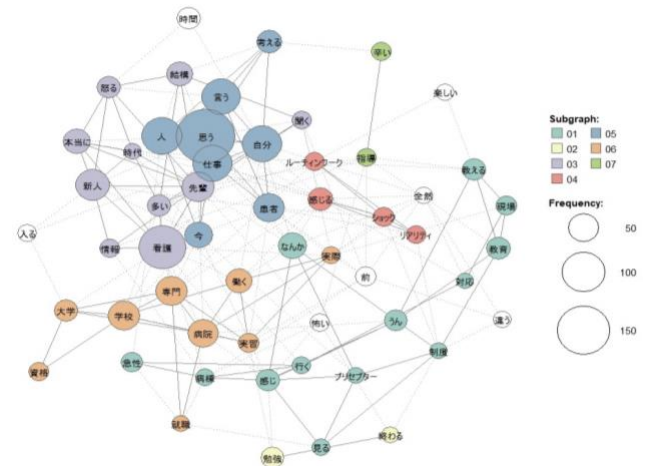 時間
考える
辛い
結構
怒る
言う
楽しい
人
思う
自分
聞く
本当に
時代
仕事
ルーティンワーク
指導
教える
新人
先輩
多い
患者
感じる
ショック
全然
現場
リアリティ
入る
情報
看護
今
なんか
実際
教育
前
対応
専門
働く
大学
学校
病院
実習
怖い
うん
違う
制度
資格
急性
病棟
感じ
行く
プリセプター
就職
見る
終わる
勉強
Subgraph:
01
05
02
06
03
07
04
Frequency:
50
100
150